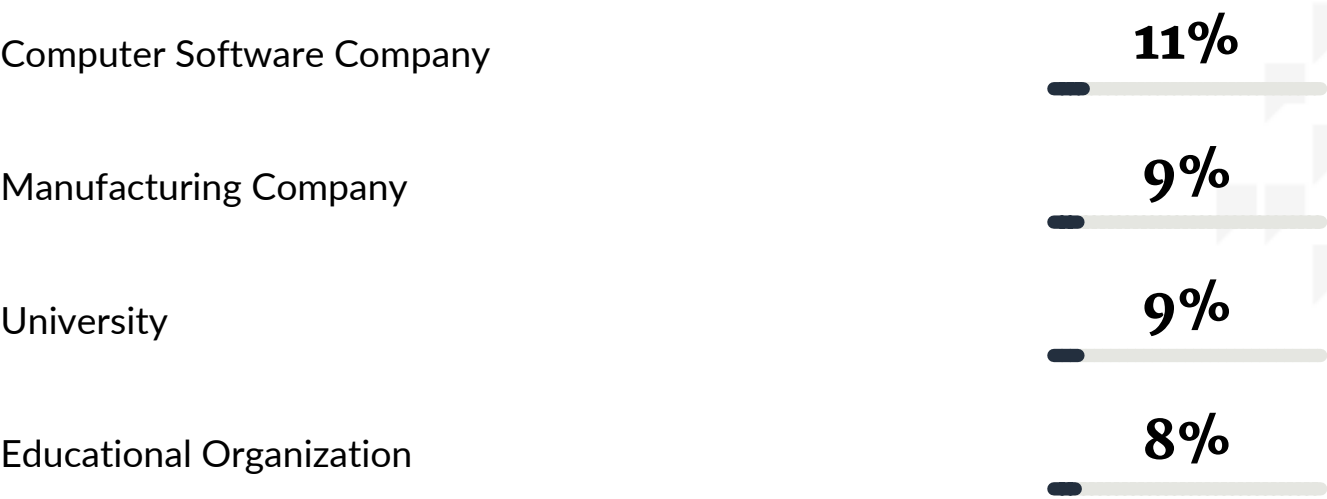 Computer Software Company 11%
Manufacturing Company 9%
University 9%
Educational Organization 8%